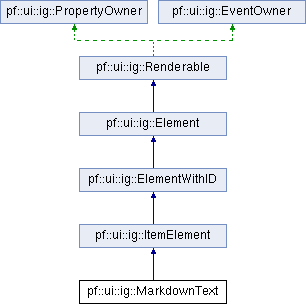 pf::ui::ig::PropertyOwner pf::ui::ig::EventOwner
pf::ui::ig::Renderable
pf::ui::ig::Element
pf::ui::ig::ElementWithID
pf::ui::ig::ItemElement
pf::ui::ig::MarkdownText